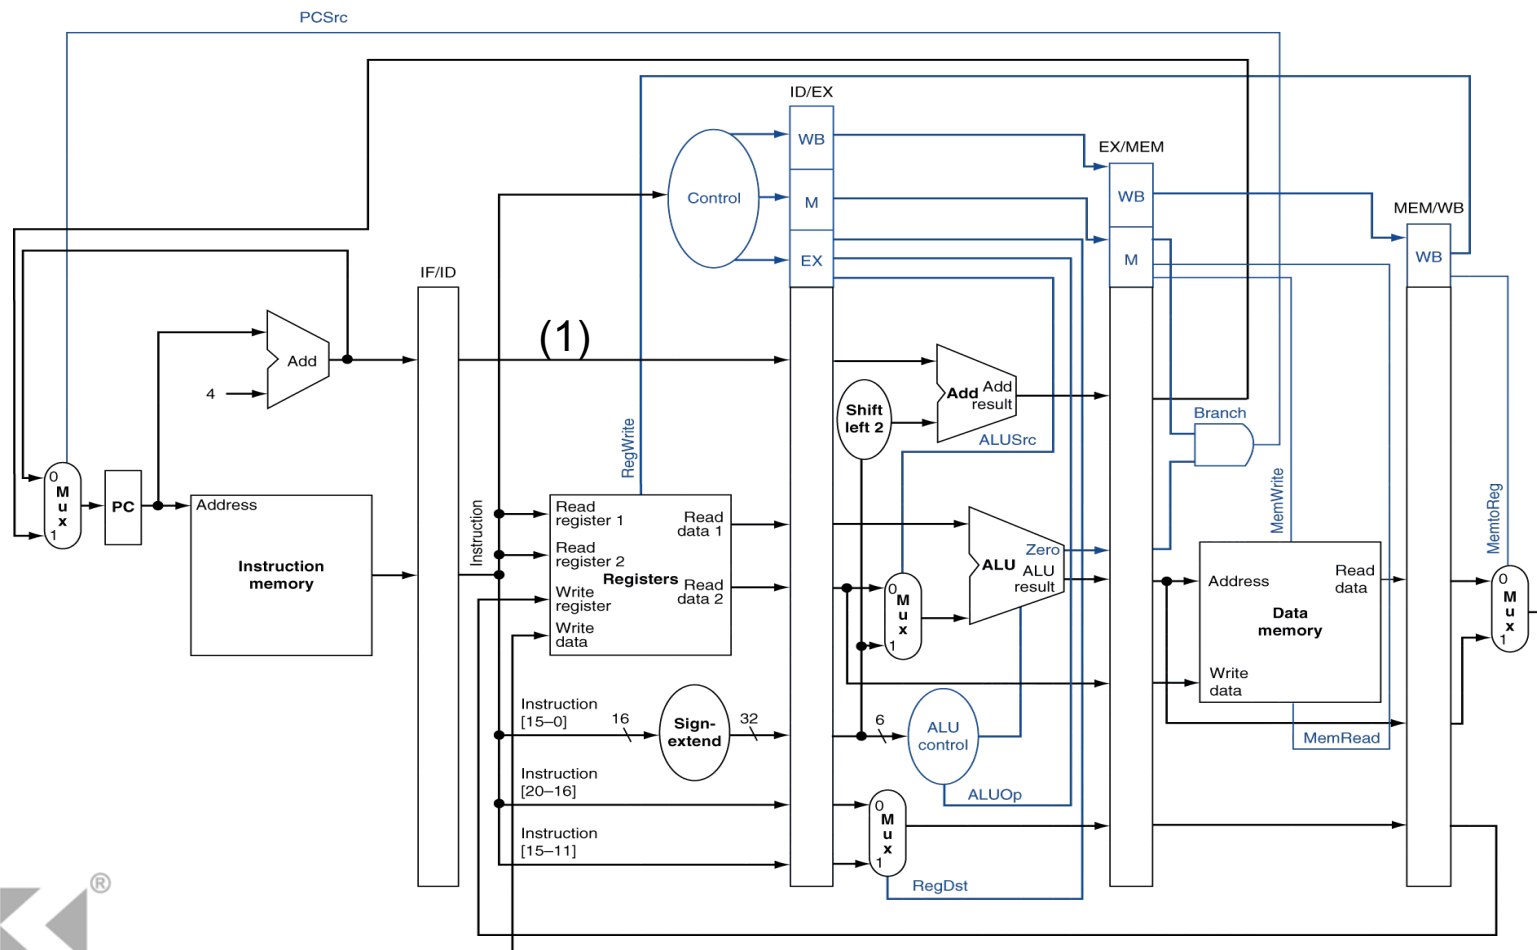 PCSrc
ID/EX
WB
EX/MEM
Control
M
WB
MEM/WB
EX
M
WB
IF/ID
(1)
Add
4
Add
Add
result
Shift
left 2
Branch
ALUSrc
RegWrite
MemWrite
MemtoReg
0
M
u
x
1
PC
Address
Instruction
memory
Instruction
Read
register 1
Read
register 2
Write
register
Write
data
Registers
Read
data 1
Read
data 2
0
M
u
x
1
Zero
ALU
ALU
result
Address
Read
data
Data
memory
Write
data
0
M
u
x
1
Instruction
[15–0]
16
Sign-
extend
32
6
ALU
control
MemRead
Instruction
[20–16]
ALUOp
0
M
u
x
1
Instruction
[15–11]
RegDst
®